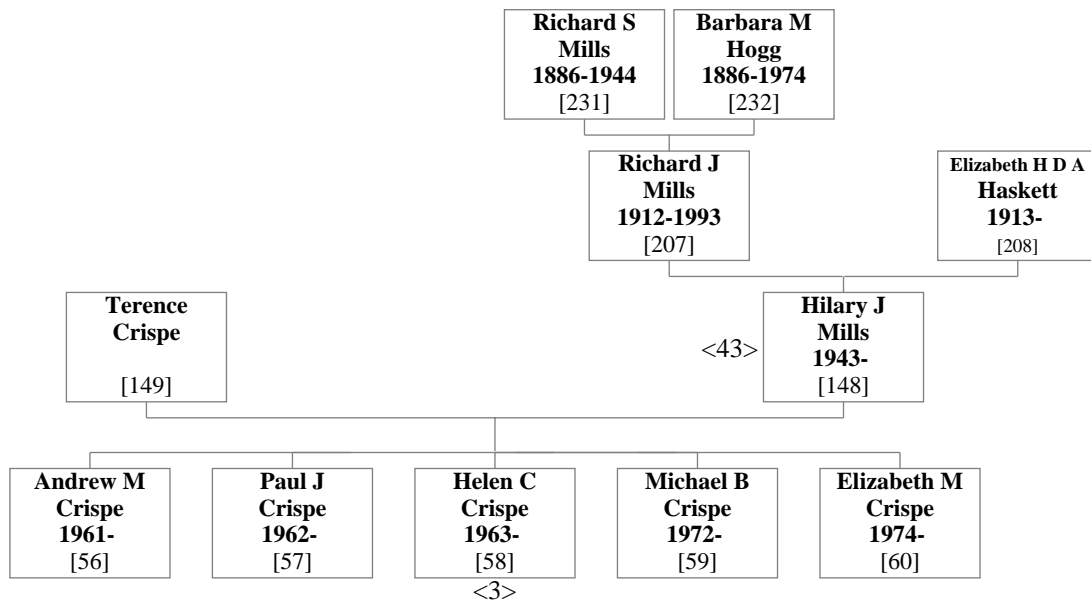 Richard S
Mills
1886-1944
[231]
Barbara M
Hogg
1886-1974
[232]
Richard J
Mills
1912-1993
[207]
Elizabeth H D A
Haskett
1913-
[208]
Terence
Crispe
[149]
<43>
Hilary J
Mills
1943-
[148]
Andrew M
Crispe
1961-
[56]
Paul J
Crispe
1962-
[57]
Helen C
Crispe
1963-
[58]
<3>
Michael B
Crispe
1972-
[59]
Elizabeth M
Crispe
1974-
[60]